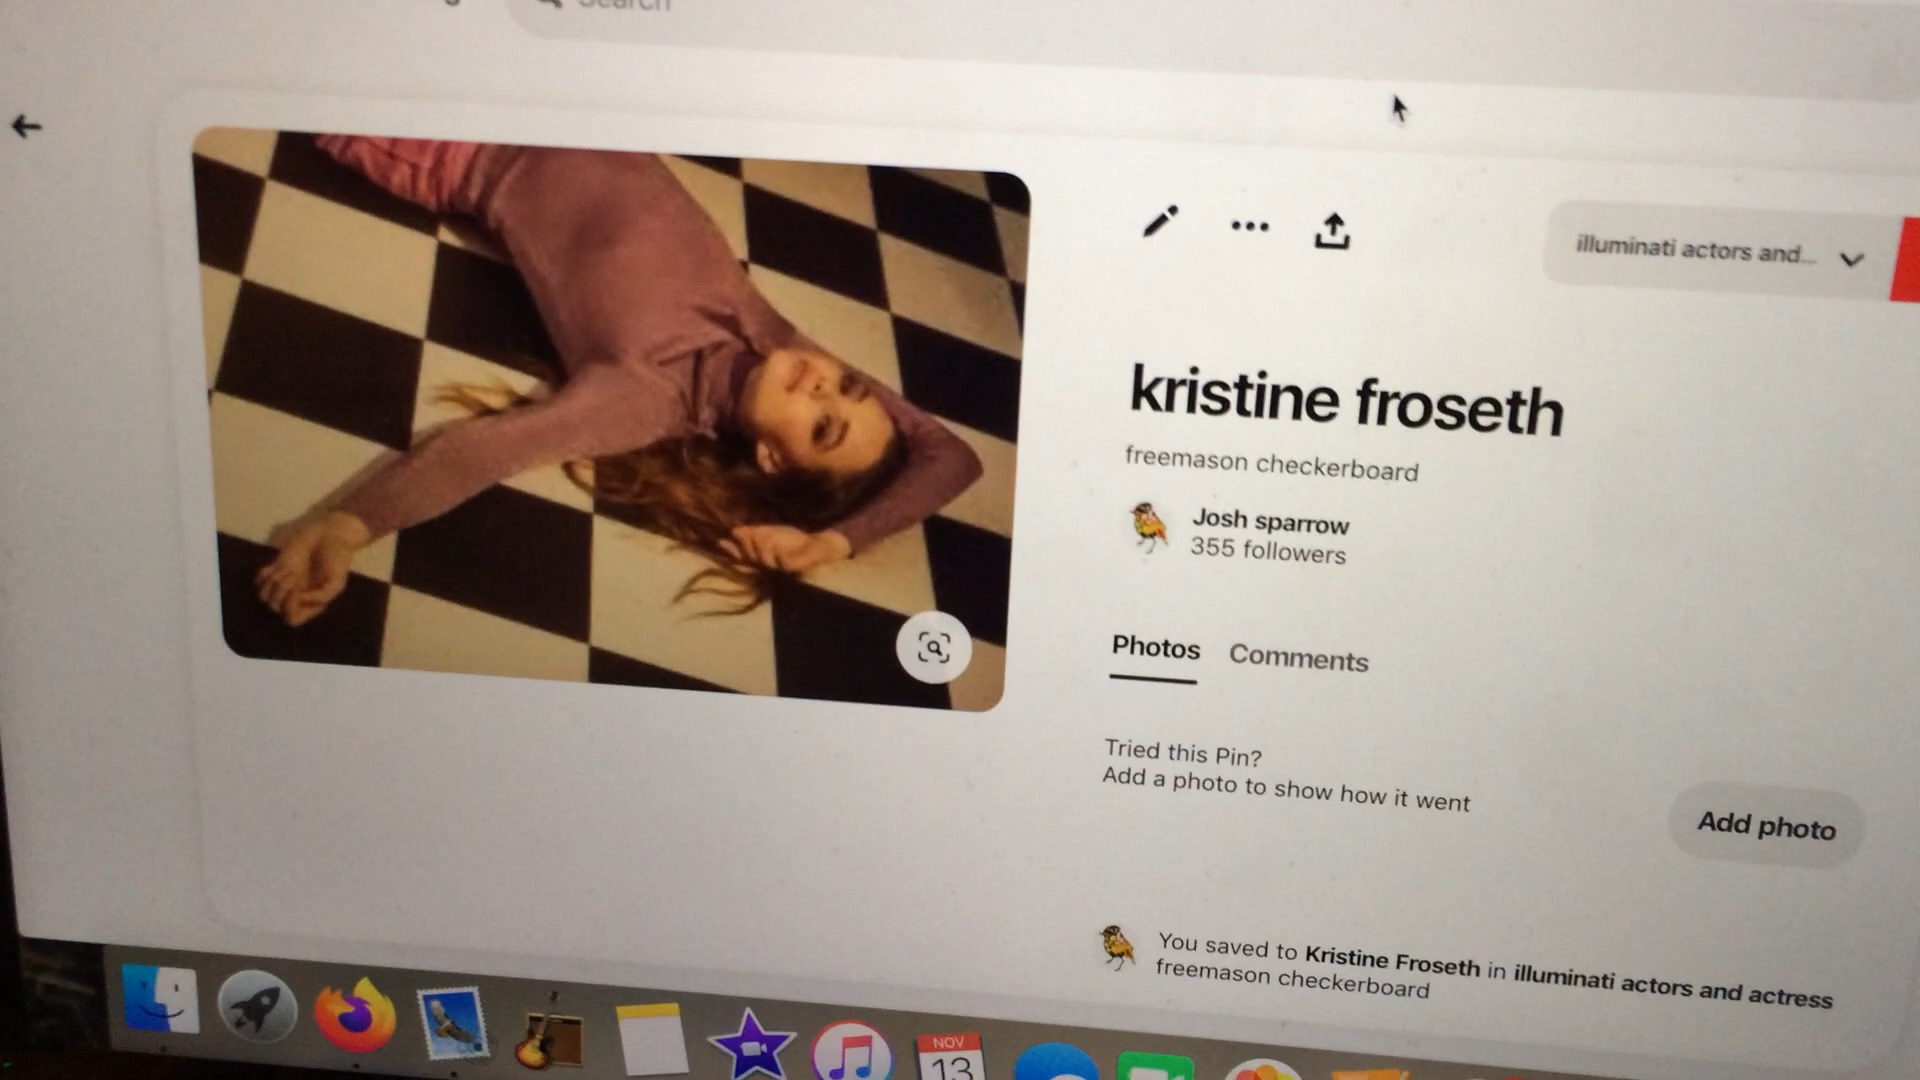 Search
illuminati actors and...
kristine froseth
freemason checkerboard
Josh sparrow
355 followers
Photos Comments
Tried this Pin?
Add a photo to show how it went
Add photo
You saved to Kristine Froseth in illuminati actors and actress
freemason checkerboard
NOV
13